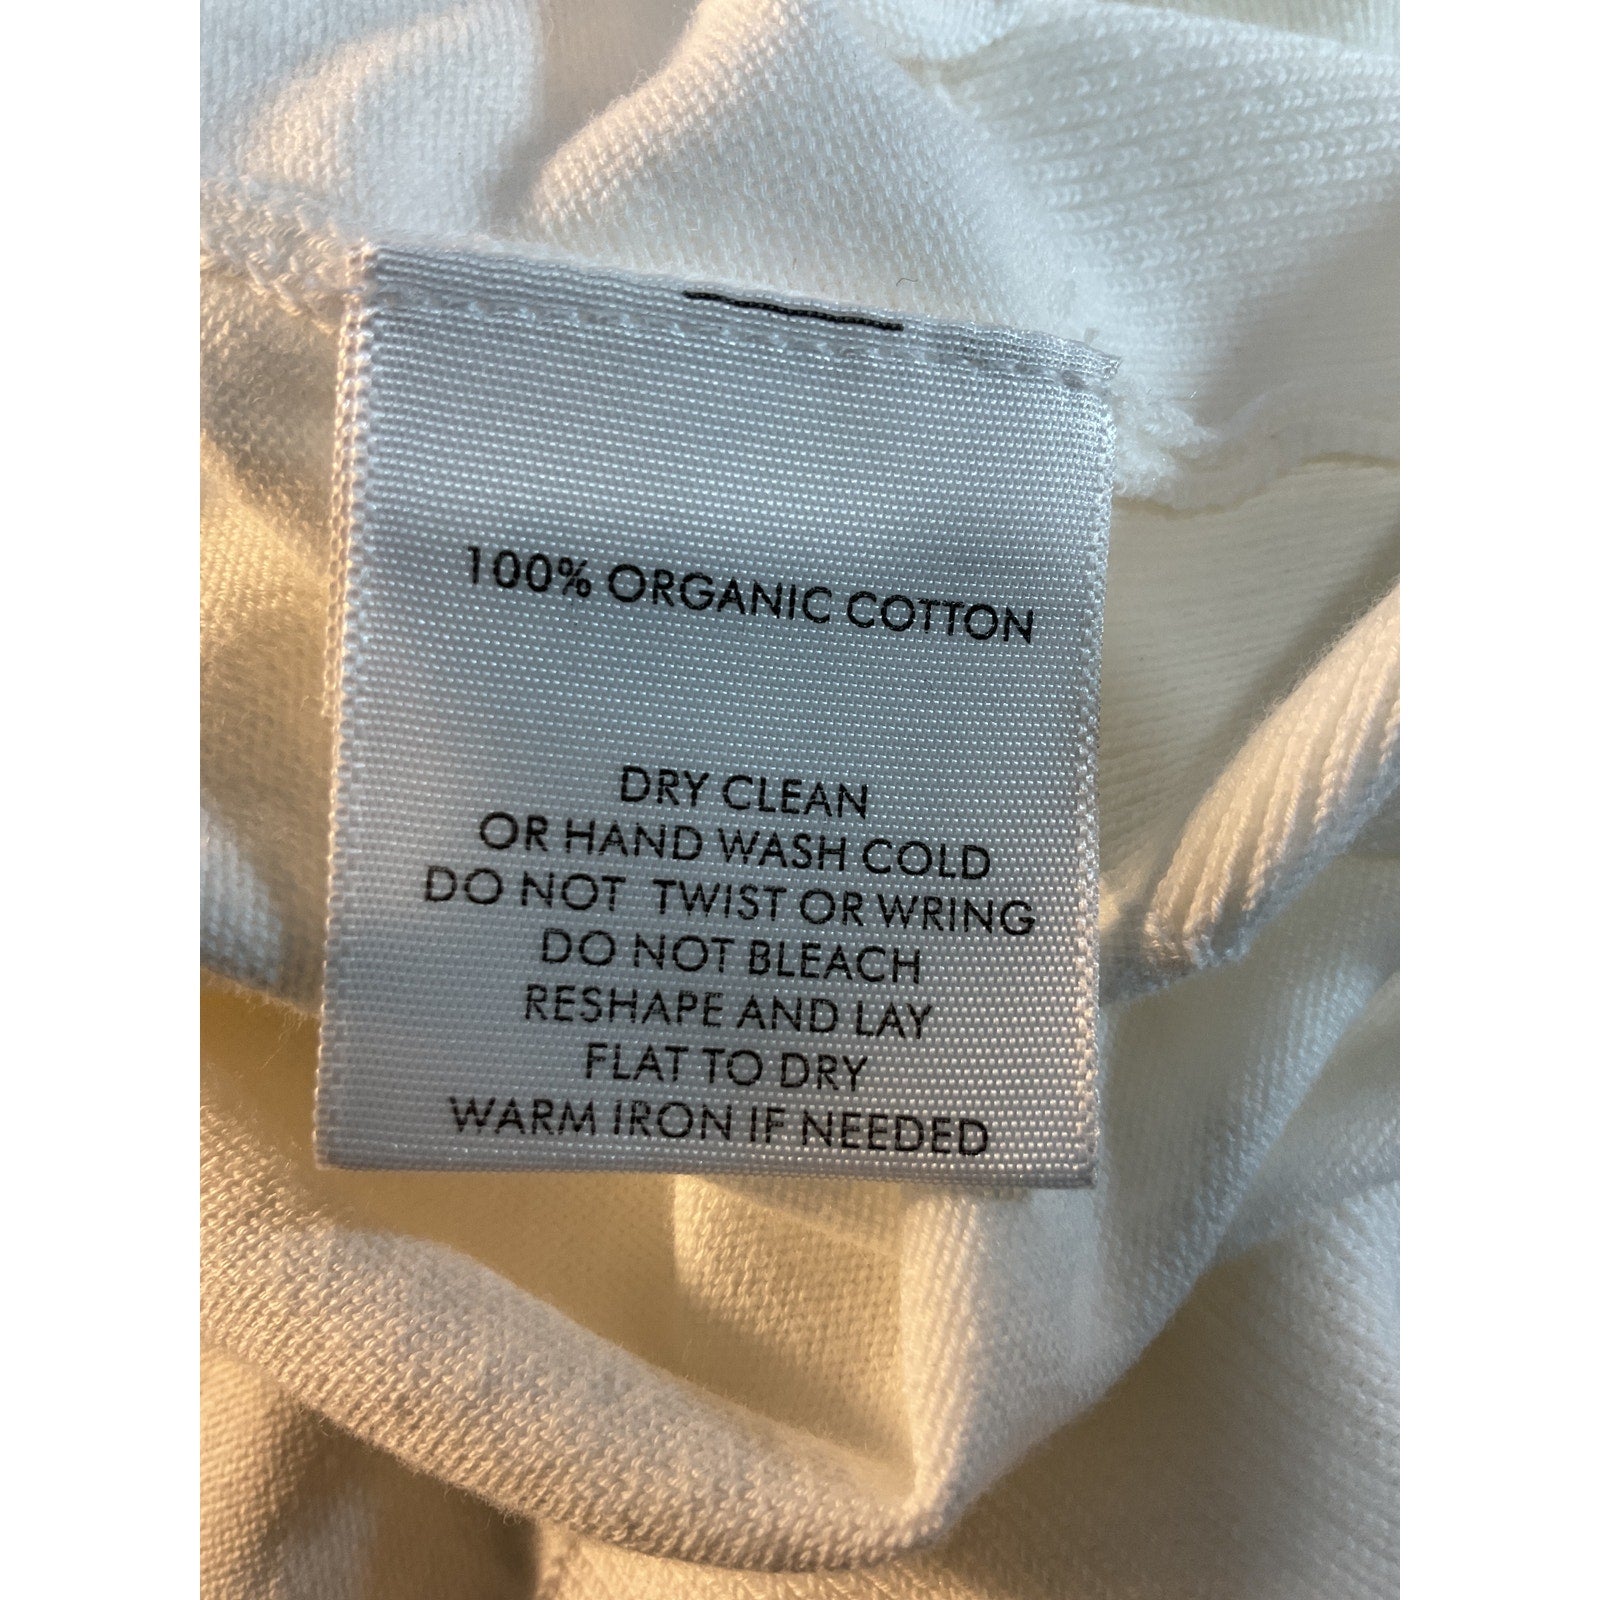 100% ORGANIC COTTON
DRY CLEAN
OR HAND WASH COLD
DO NOT TWIST OR WRING
DO NOT BLEACH
RESHAPE AND LAY
FLAT TO DRY
WARM IRON IF NEEDED